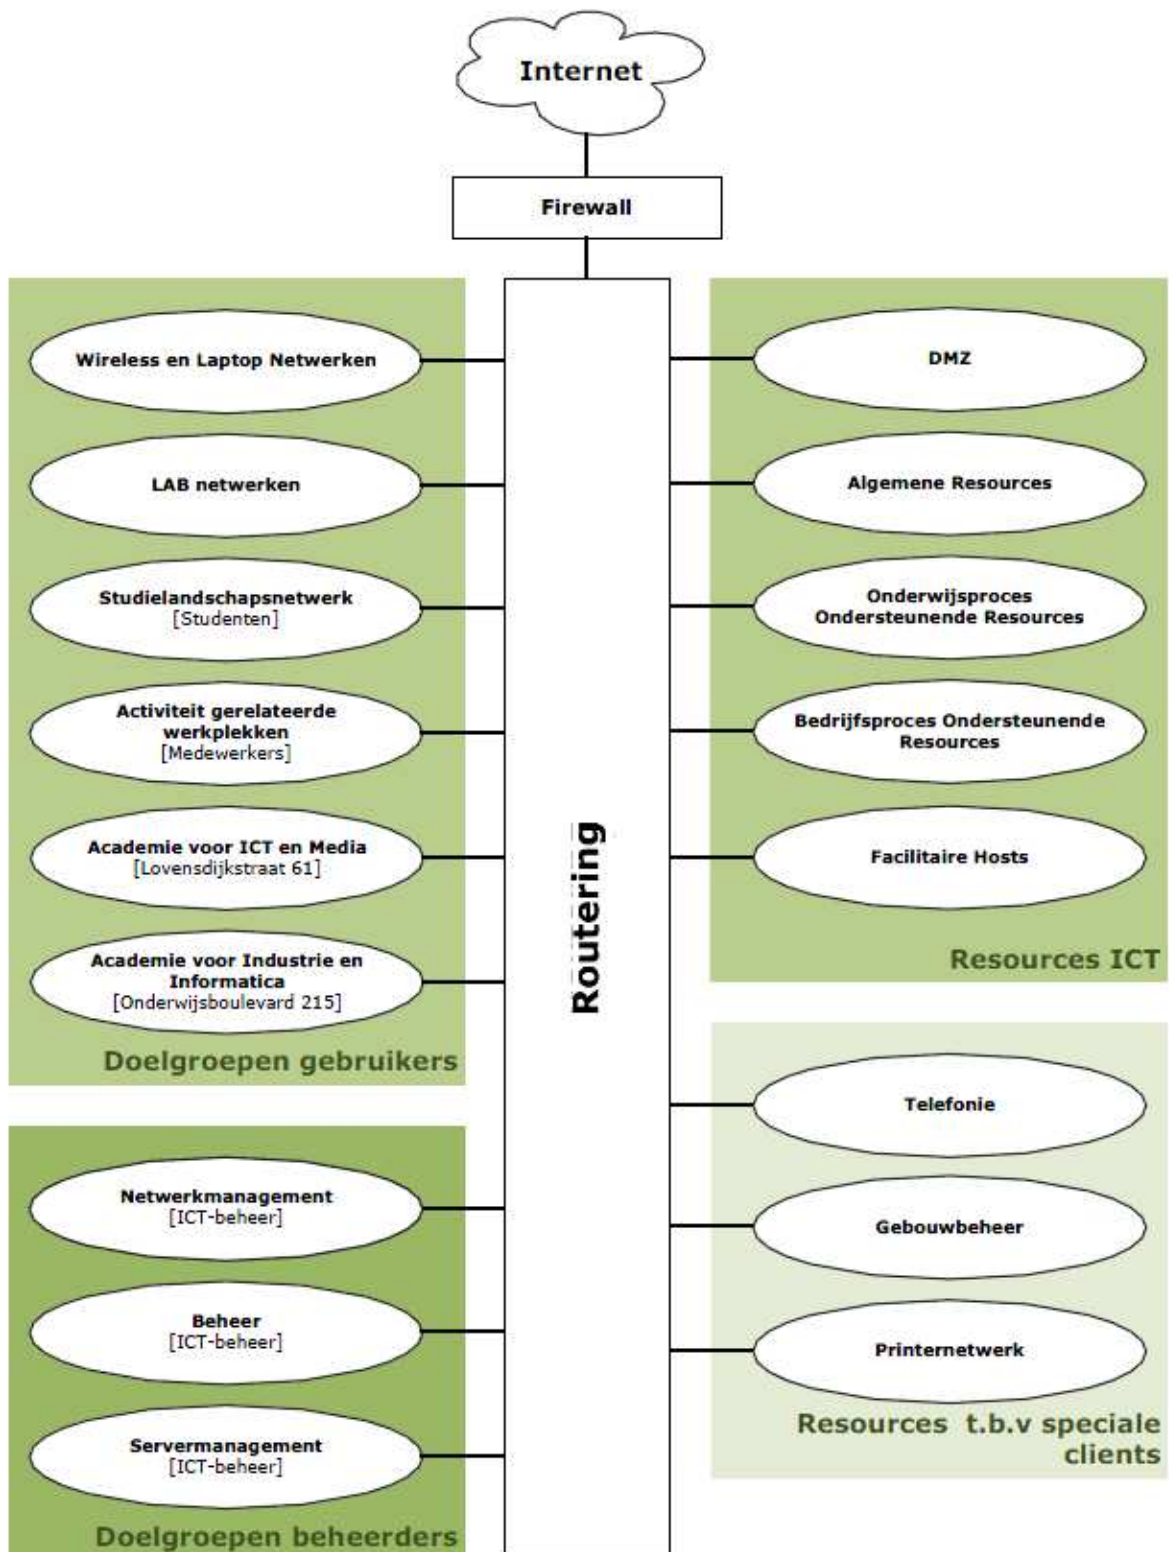 Internet
Firewall
Wireless en Laptop Netwerken
LAB netwerken
Studielandschapsnetwerk
[Studenten]
Activiteit gerelateerde
werkplekken
[Medewerkers]
Academie voor ICT en Media
[Lovensdijkstraat 61]
Academie voor Industrie en
Informatica
[Onderwijsboulevard 215]
Doelgroepen gebruikers
Netwerkmanagement
[ICT-beheer]
Beheer
[ICT-beheer]
Servermanagement
[ICT-beheer]
Doelgroepen beheerders
Routering
DMZ
Algemene Resources
Onderwijsproces
Ondersteunende Resources
Bedrijfsproces Ondersteunende
Resources
Facilitaire Hosts
Resources ICT
Telefonie
Gebouwbeheer
Printernetwerk
Resources t.b.v speciale
clients